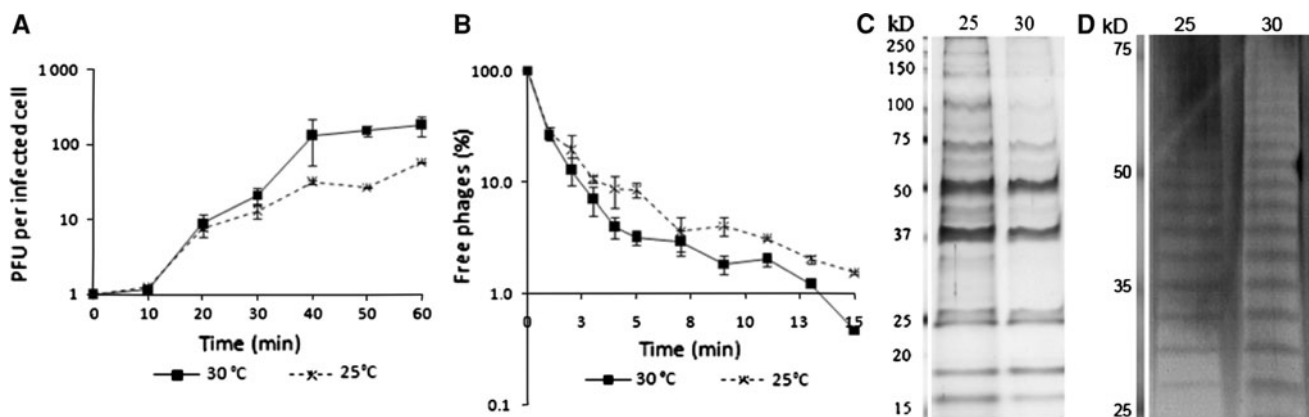 A
PFU per infected cell
1 000
100
10
1
0 10 20 30 40 50 60
Time (min)
30 °C 25°C
B
Free phages (%)
100.0
10.0
1.0
0.1
0 3 5 8 10 13 15
Time (min)
30 °C 25°C
C kD 25 30
250
150
100
75
50
37
25
20
15
D kD 25 30
75
50
35
25